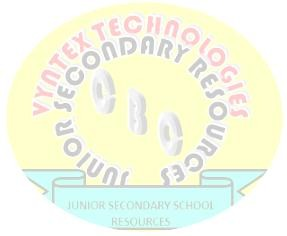 VYNTEX TECHNOLOGIES
JUNIOR SECONDARY RESOURCES
CBC
JUNIOR SECONDARY SCHOOL
RESOURCES